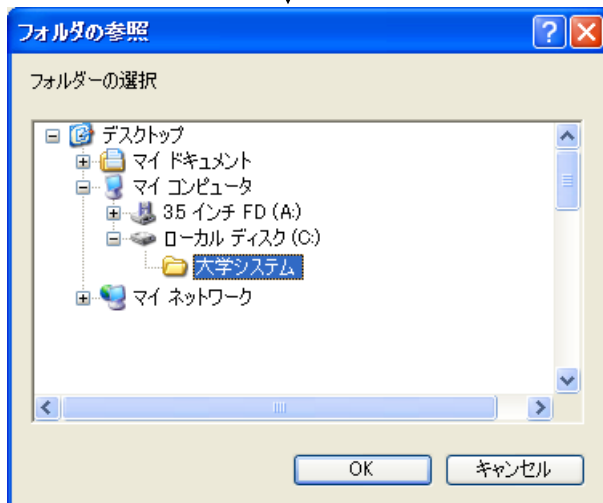 フォルダの参照
フォルダーの選択
デスクトップ
マイ ドキュメント
マイ コンピュータ
3.5 インチ FD (A:)
ローカル ディスク (C:)
大学システム
マイ ネットワーク
OK キャンセル